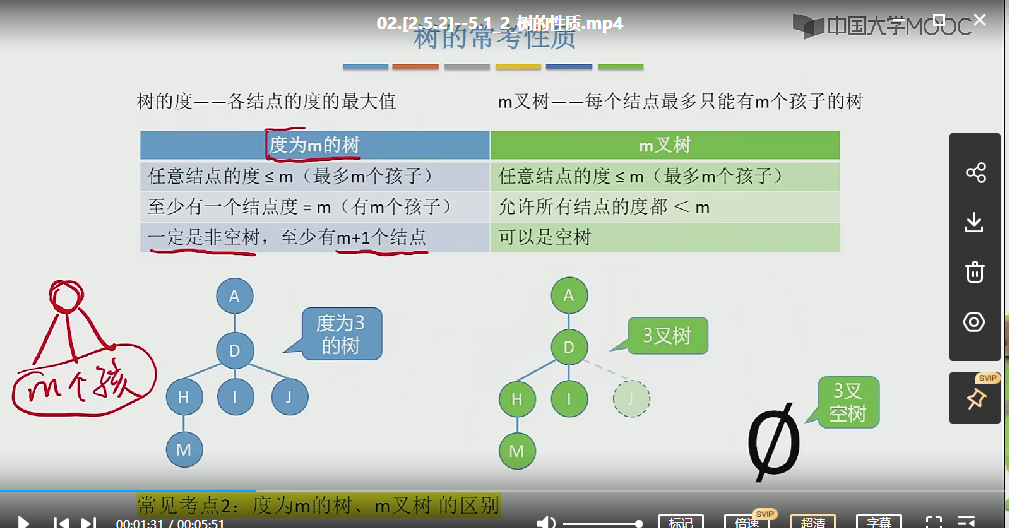 02.[2.5.2]--5.1_2_树的性质.mp4
树的常考性质
中国大学MOOC
树的度——各结点的度的最大值
m叉树——每个结点最多只能有m个孩子的树
度为m的树
m叉树
任意结点的度 ≤ m（最多m个孩子）
任意结点的度 ≤ m（最多m个孩子）
至少有一个结点度 = m（有m个孩子）
允许所有结点的度都 < m
一定是非空树，至少有m+1个结点
可以是空树
A
D
H
I
J
M
度为3
的树
m个孩
A
D
H
I
J
M
3叉树
Ø
3叉
空树
SVIP
常见考点2：度为m的树、m叉树 的区别
00:01:31 / 00:05:51
标记
倍速
SVIP
超清
字幕